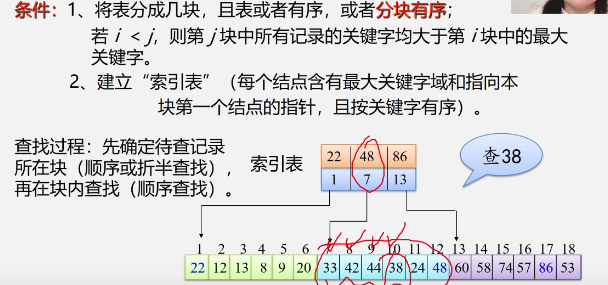 条件：1、将表分成几块，且表或者有序，或者分块有序；
若 i < j，则第 j 块中所有记录的关键字均大于第 i 块中的最大
关键字。
2、建立“索引表”（每个结点含有最大关键字域和指向本
块第一个结点的指针，且按关键字有序）。
查找过程：先确定待查记录
所在块（顺序或折半查找），
再在块内查找（顺序查找）。
索引表
22 48 86
1 7 13
查38
1 2 3 4 5 6 7 8 9 10 11 12 13 14 15 16 17 18
22 12 13 8 9 20 33 42 44 38 24 48 60 58 74 57 86 53